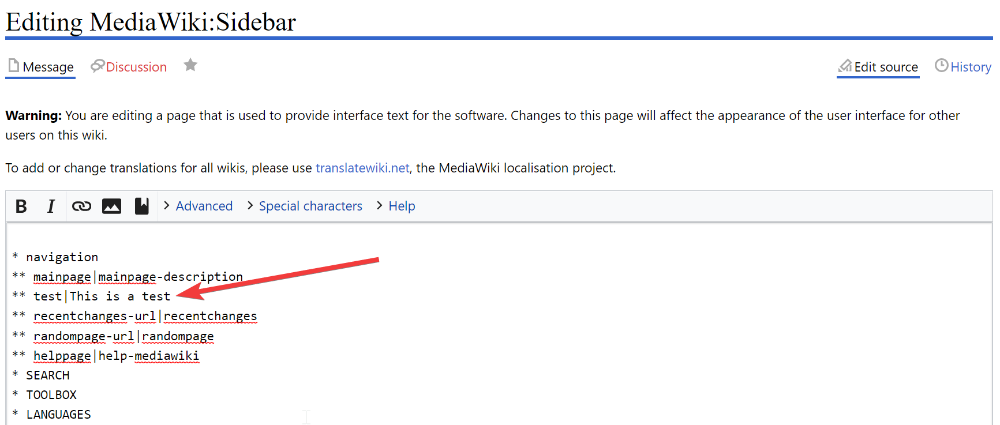 Editing MediaWiki:Sidebar
Message Discussion Edit source History
Warning: You are editing a page that is used to provide interface text for the software. Changes to this page will affect the appearance of the user interface for other
users on this wiki.
To add or change translations for all wikis, please use translatewiki.net, the MediaWiki localisation project.
B I Advanced Special characters Help
* navigation
** mainpage|mainpage-description
** test|This is a test
** recentchanges-url|recentchanges
** randompage-url|randompage
** helppage|help-mediawiki
* SEARCH
* TOOLBOX
* LANGUAGES